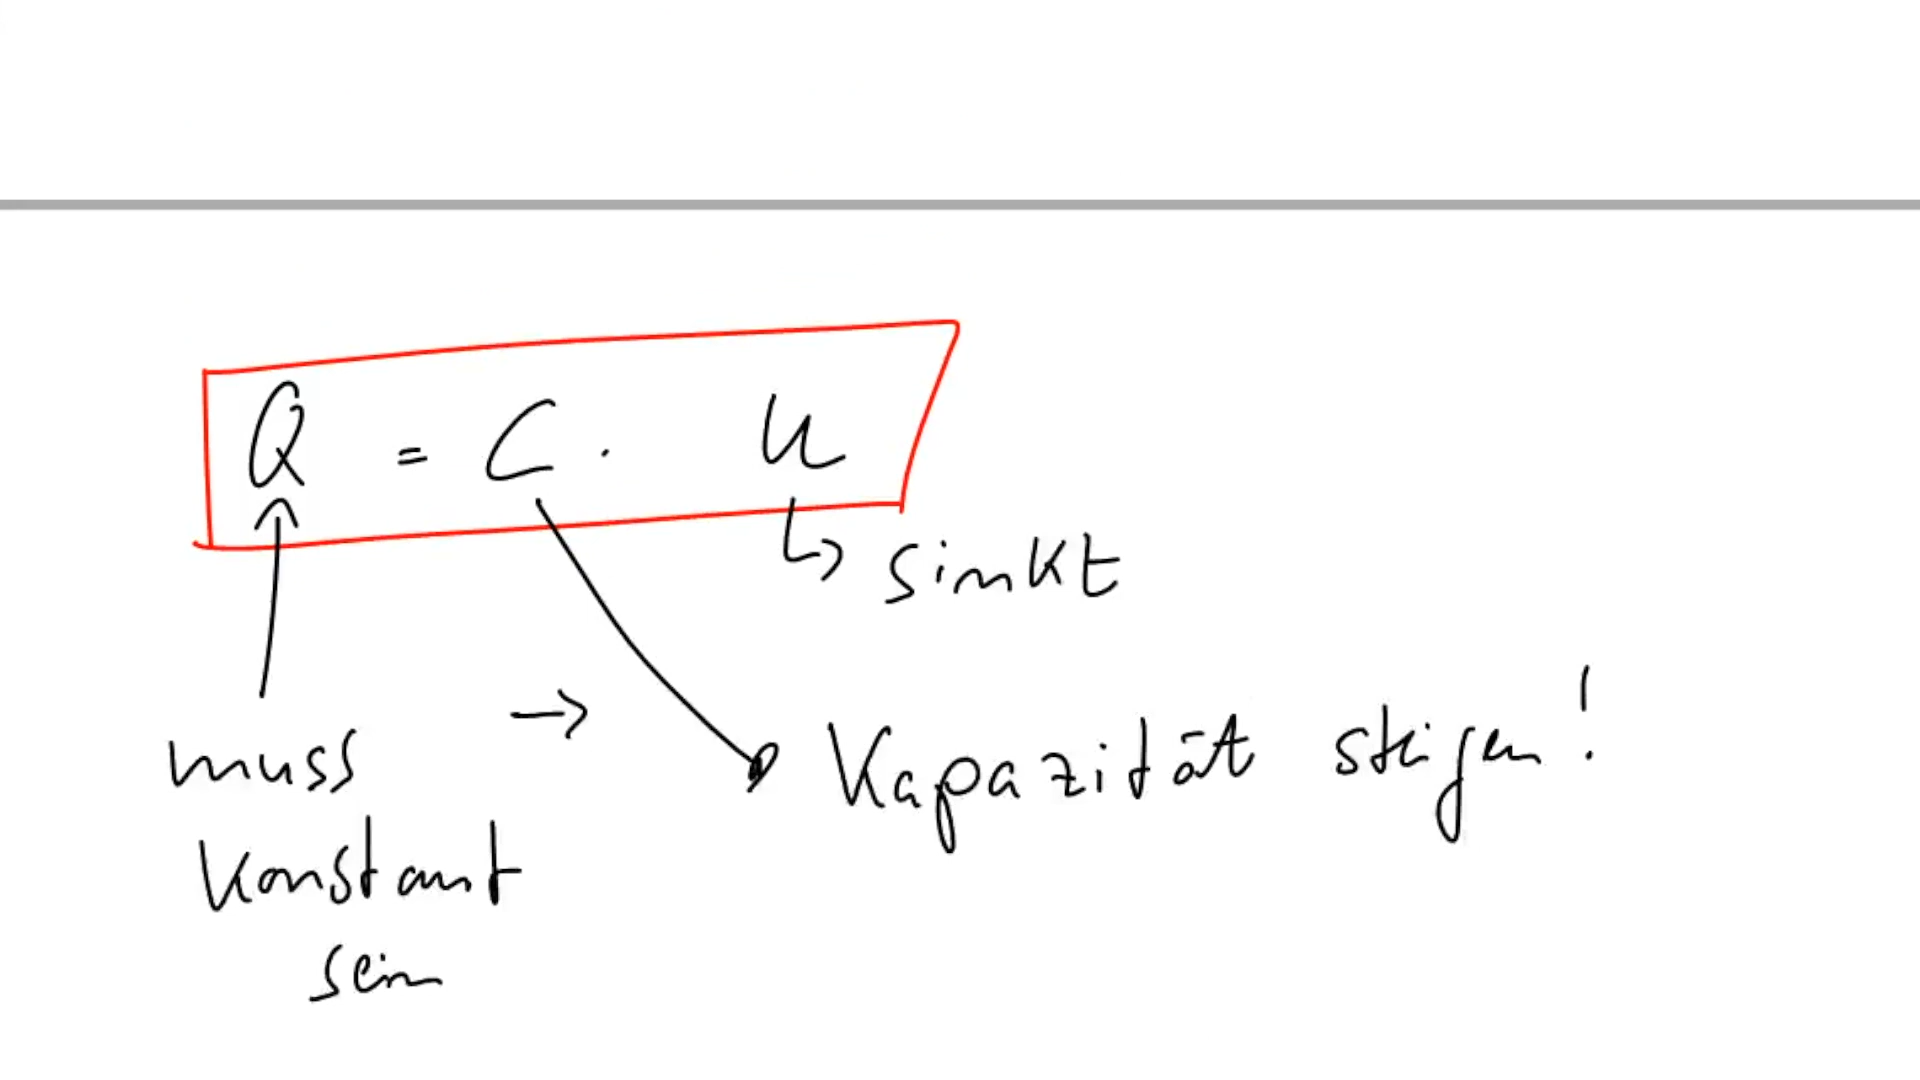 Q = C · U
↳ sinkt
muss → Kapazität steigen!
konstant
sein